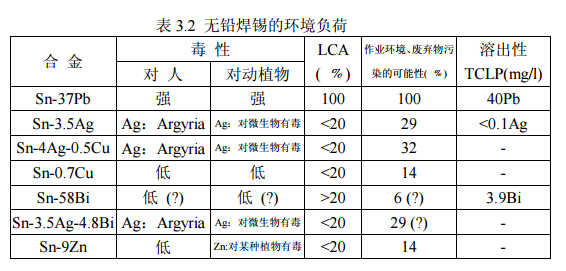 表 3.2 无铅焊锡的环境负荷
合 金 毒 性 LCA ( %) 作业环境、废弃物污染的可能性( %) 溶出性 TCLP(mg/l)
对 人 对动植物
Sn-37Pb 强 强 100 100 40Pb
Sn-3.5Ag Ag：Argyria Ag：对微生物有毒 <20 29 <0.1Ag
Sn-4Ag-0.5Cu Ag：Argyria Ag：对微生物有毒 <20 32 -
Sn-0.7Cu 低 低 <20 14 -
Sn-58Bi 低 (?) 低 (?) >20 6 (?) 3.9Bi
Sn-3.5Ag-4.8Bi Ag：Argyria Ag：对微生物有毒 <20 29 (?) -
Sn-9Zn 低 Zn:对某种植物有毒 <20 14 -